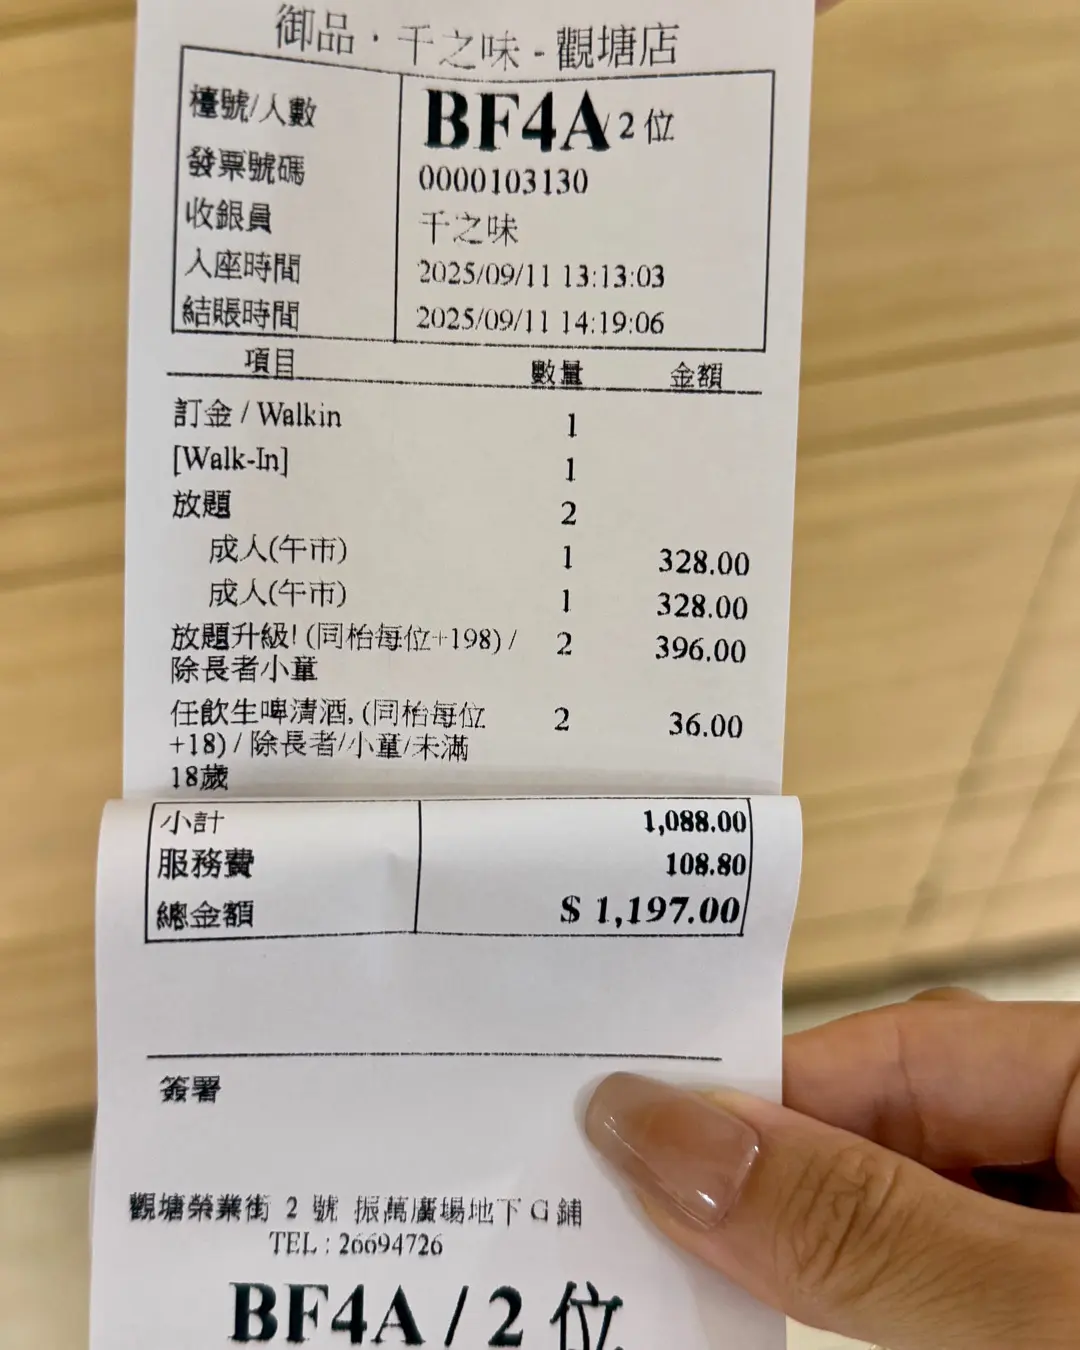 御品·千之味 - 觀塘店
檯號/人數 BF4A 2 位
發票號碼 0000103130
收銀員 千之味
入座時間 2025/09/11 13:13:03
結賬時間 2025/09/11 14:19:06
項目 數量 金額
訂金 / Walkin 1
[Walk-In] 1
放題 2
成人(午市) 1 328.00
成人(午市) 1 328.00
放題升級! (同枱每位+198) / 2 396.00
除長者小童
任飲生啤清酒, (同枱每位 2 36.00
+18) / 除長者/小童/未滿
18歲
小計 1,088.00
服務費 108.80
總金額 $ 1,197.00
簽署
觀塘榮業街 2 號 振萬廣場地下 G 鋪
TEL : 26694726
BF4A / 2 位